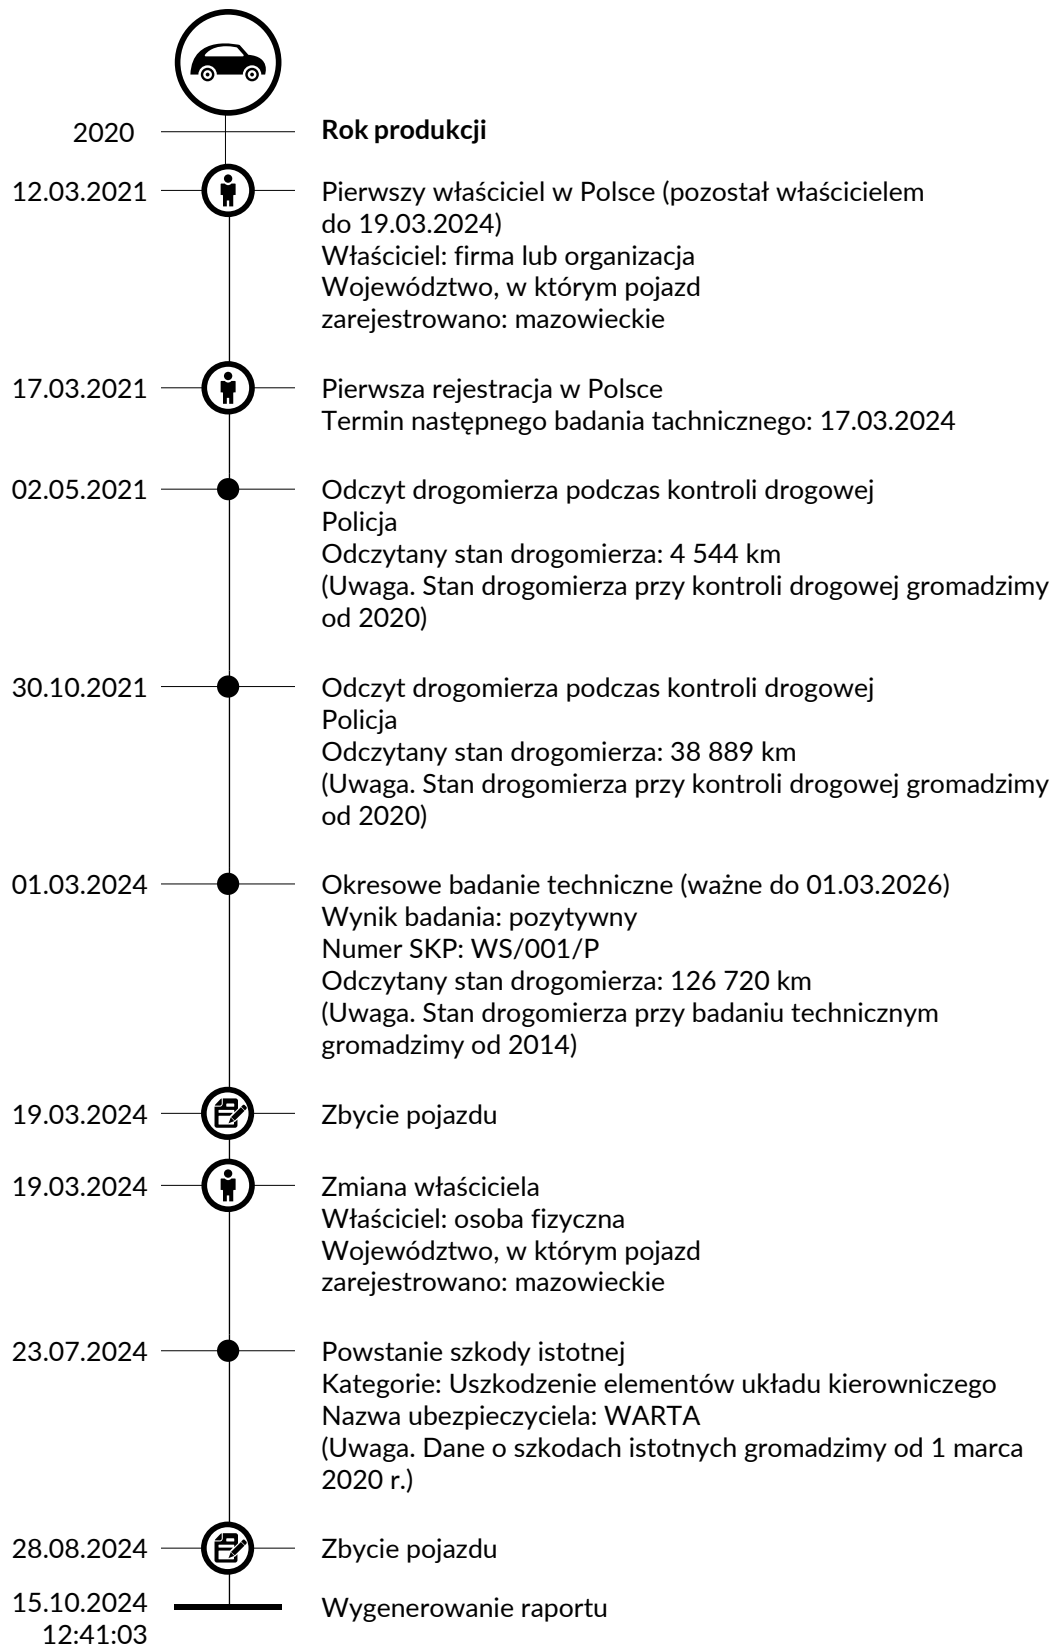 2020
Rok produkcji
12.03.2021
Pierwszy właściciel w Polsce (pozostał właścicielem
do 19.03.2024)
Właściciel: firma lub organizacja
Województwo, w którym pojazd
zarejestrowano: mazowieckie
17.03.2021
Pierwsza rejestracja w Polsce
Termin następnego badania tachnicznego: 17.03.2024
02.05.2021
Odczyt drogomierza podczas kontroli drogowej
Policja
Odczytany stan drogomierza: 4 544 km
(Uwaga. Stan drogomierza przy kontroli drogowej gromadzimy
od 2020)
30.10.2021
Odczyt drogomierza podczas kontroli drogowej
Policja
Odczytany stan drogomierza: 38 889 km
(Uwaga. Stan drogomierza przy kontroli drogowej gromadzimy
od 2020)
01.03.2024
Okresowe badanie techniczne (ważne do 01.03.2026)
Wynik badania: pozytywny
Numer SKP: WS/001/P
Odczytany stan drogomierza: 126 720 km
(Uwaga. Stan drogomierza przy badaniu technicznym
gromadzimy od 2014)
19.03.2024
Zbycie pojazdu
19.03.2024
Zmiana właściciela
Właściciel: osoba fizyczna
Województwo, w którym pojazd
zarejestrowano: mazowieckie
23.07.2024
Powstanie szkody istotnej
Kategorie: Uszkodzenie elementów układu kierowniczego
Nazwa ubezpieczyciela: WARTA
(Uwaga. Dane o szkodach istotnych gromadzimy od 1 marca
2020 r.)
28.08.2024
Zbycie pojazdu
15.10.2024
12:41:03
Wygenerowanie raportu